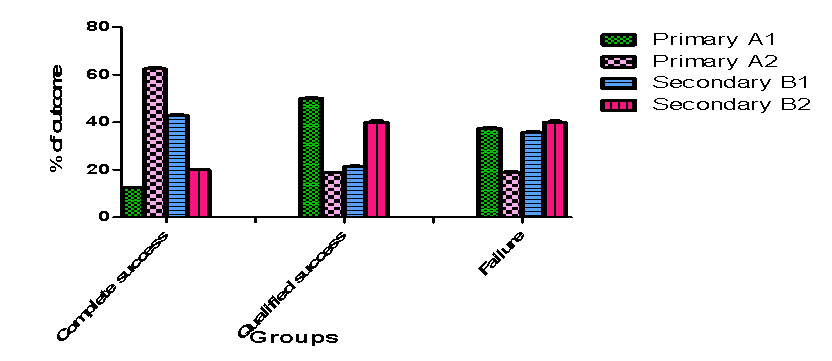 80
60
40
20
0
% of outcome
Complete success
Qualified success
Failure
Groups
Primary A1
Primary A2
Secondary B1
Secondary B2